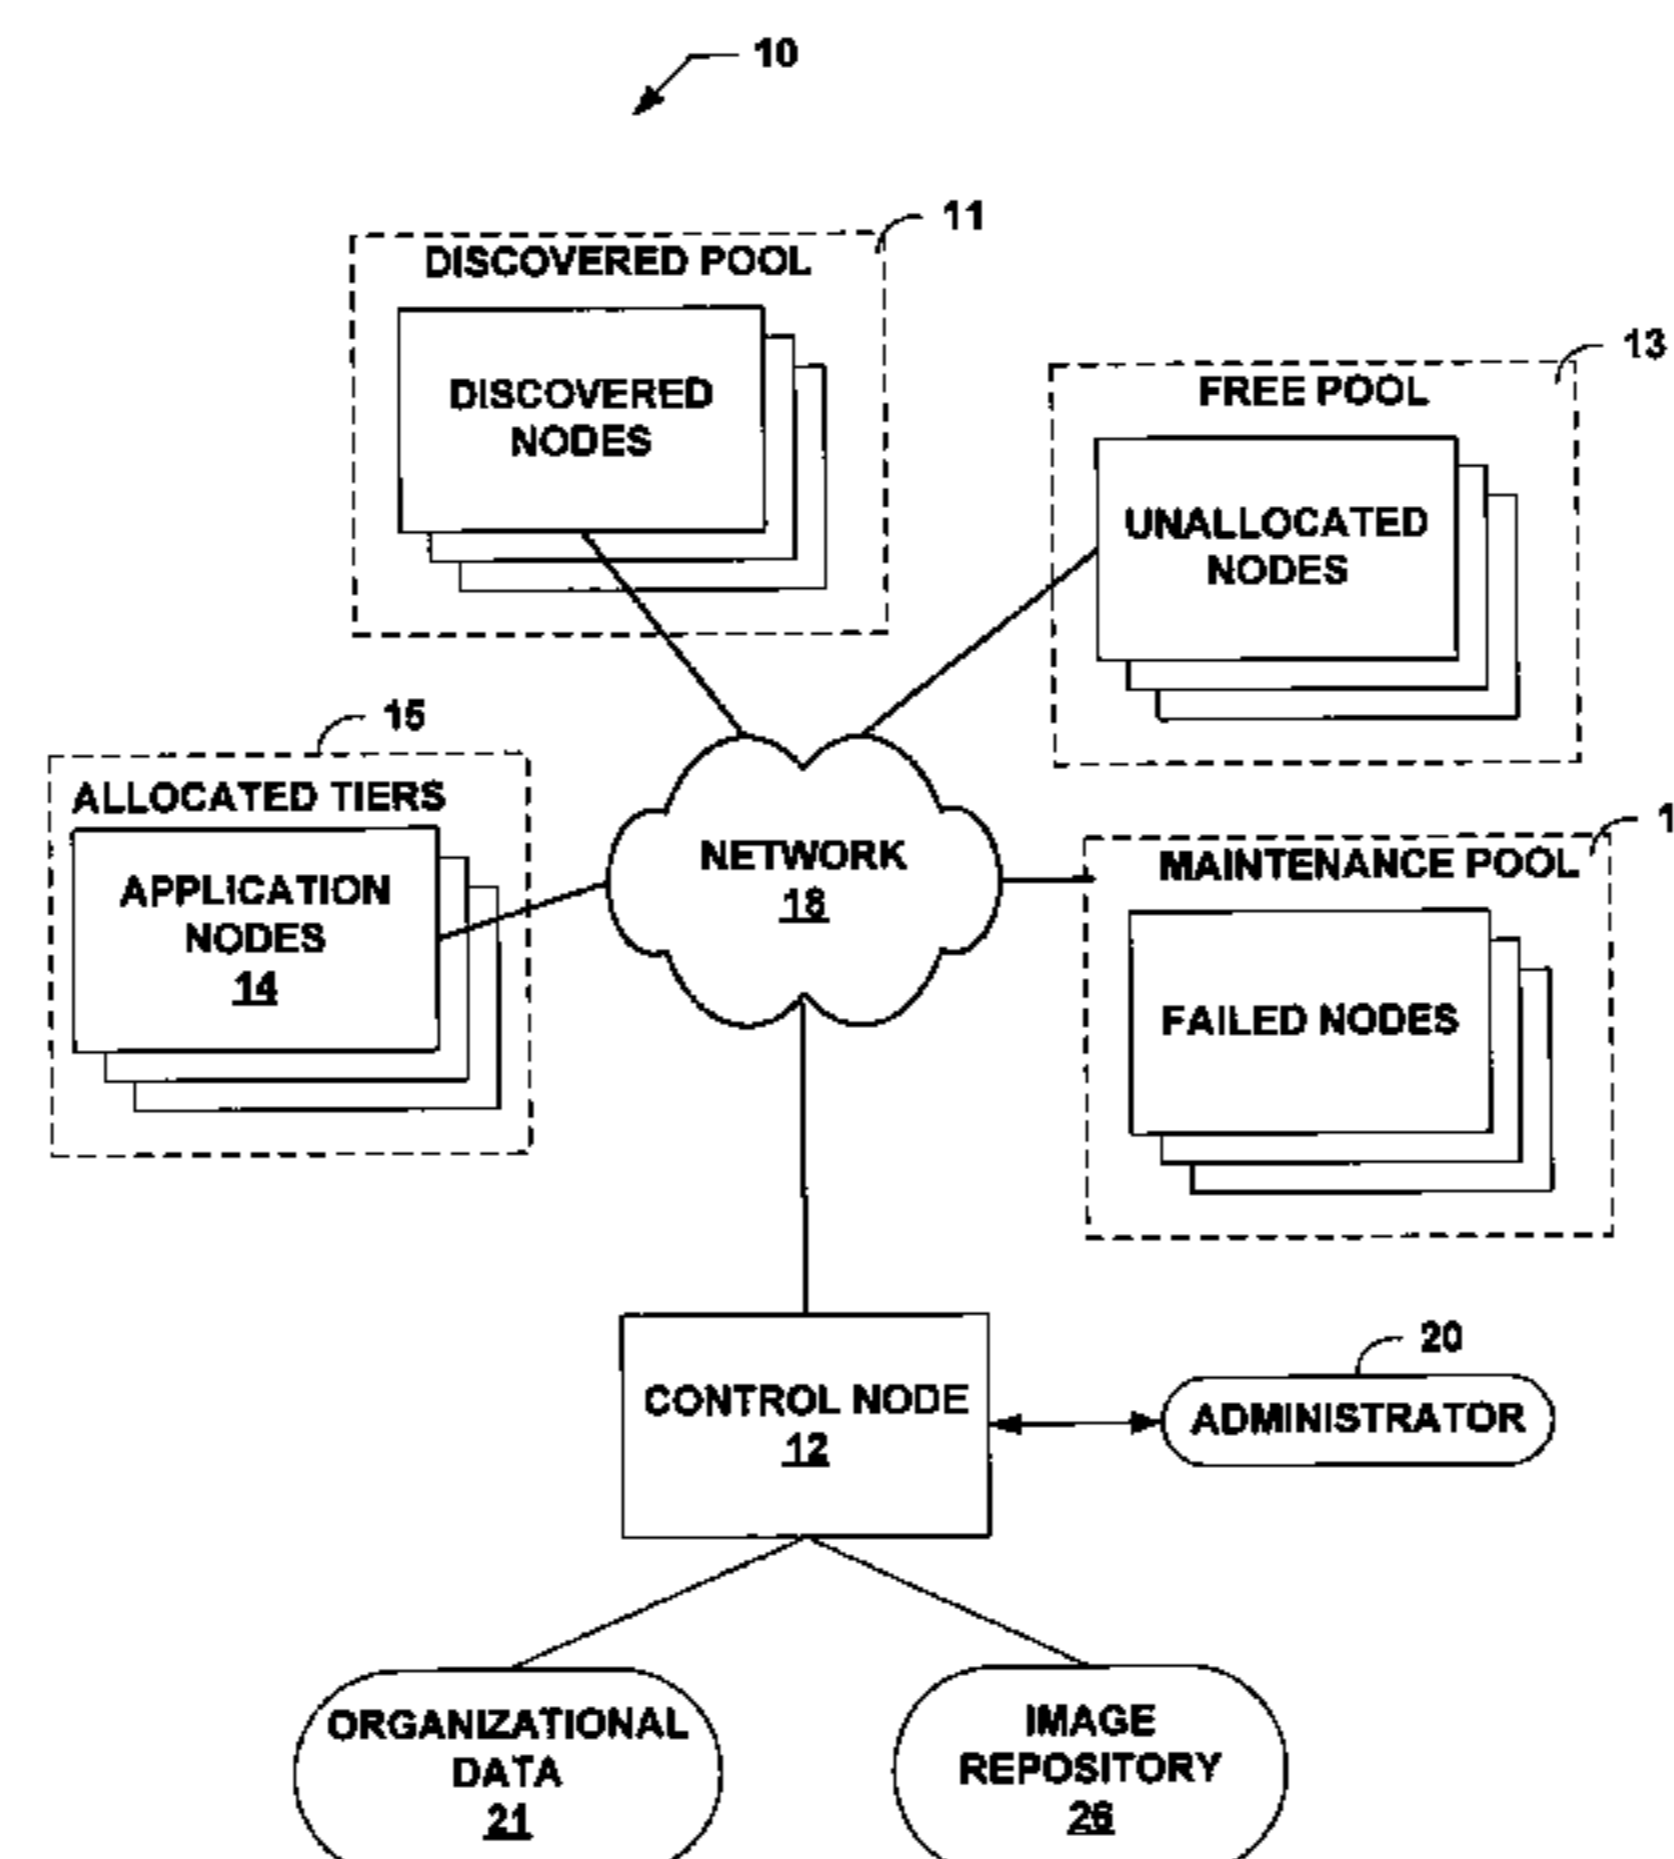 10
11
DISCOVERED POOL
DISCOVERED
NODES
13
FREE POOL
UNALLOCATED
NODES
15
ALLOCATED TIERS
APPLICATION
NODES
14
NETWORK
18
1
MAINTENANCE POOL
FAILED NODES
CONTROL NODE
12
20
ADMINISTRATOR
ORGANIZATIONAL
DATA
21
IMAGE
REPOSITORY
26